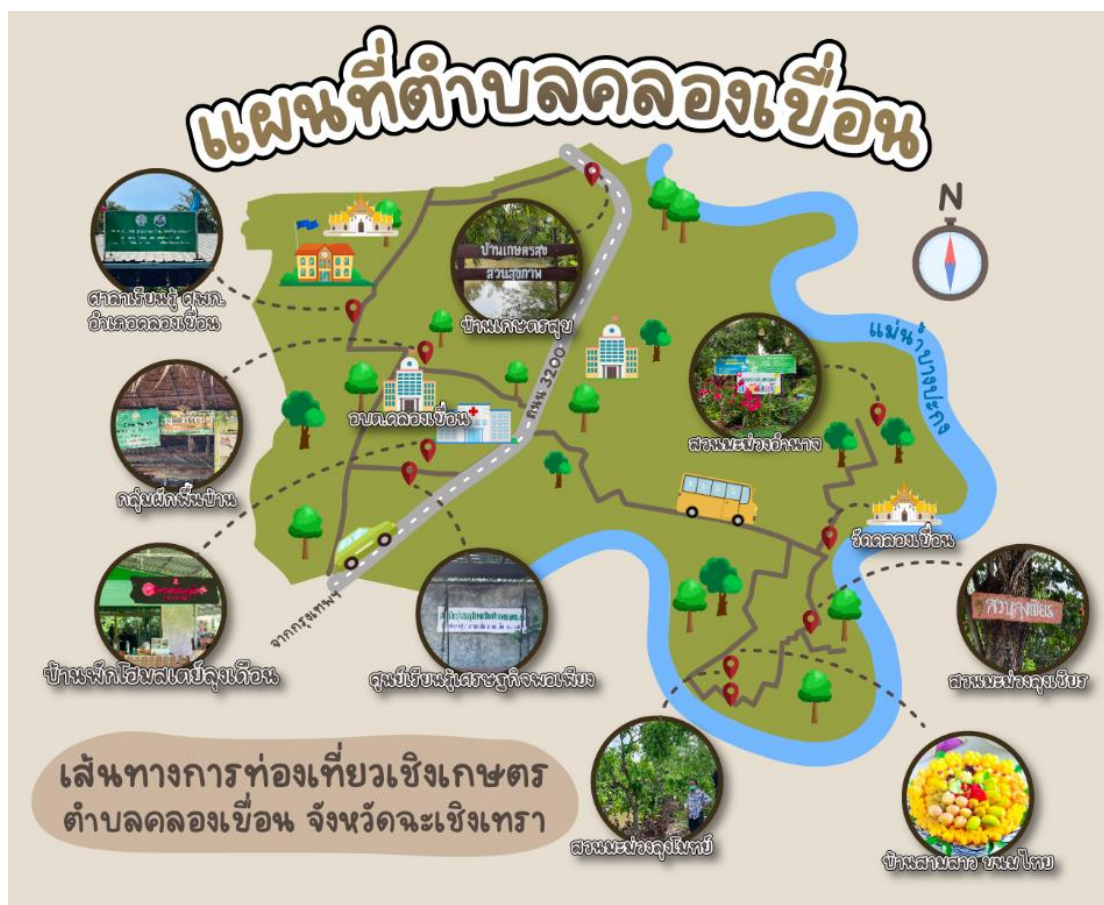 แผนที่ตำบลคลองเขื่อน
N
ศาลาเรียนรู้ ศพก.
อำเภอคลองเขื่อน
บ้านเกษตรสุข
สวนสุขภาพ
บ้านเกษตรสุข
ถนน 3200
แม่น้ำบางปะกง
กลุ่มผักพื้นบ้าน
อบต.คลองเขื่อน
สวนมะม่วงอำนาจ
วัดคลองเขื่อน
บ้านพักโฮมสเตย์ลุงเดือน
จากกรุงเทพฯ
ศูนย์เรียนรู้เศรษฐกิจพอเพียง
สวนลุงเชียร
สวนมะม่วงลุงเชียร
เส้นทางการท่องเที่ยวเชิงเกษตร
ตำบลคลองเขื่อน จังหวัดฉะเชิงเทรา
สวนมะม่วงลุงโมทย์
บ้านสามสาว ขนมไทย